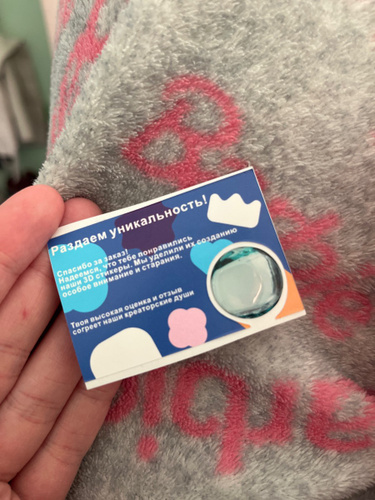 Раздаем уникальность!
Спасибо за заказ!
Надеемся, что тебе понравились
наши 3D стикеры. Мы уделили их созданию
особое внимание и старания.
Твоя высокая оценка и отзыв
согреет наши креаторские души